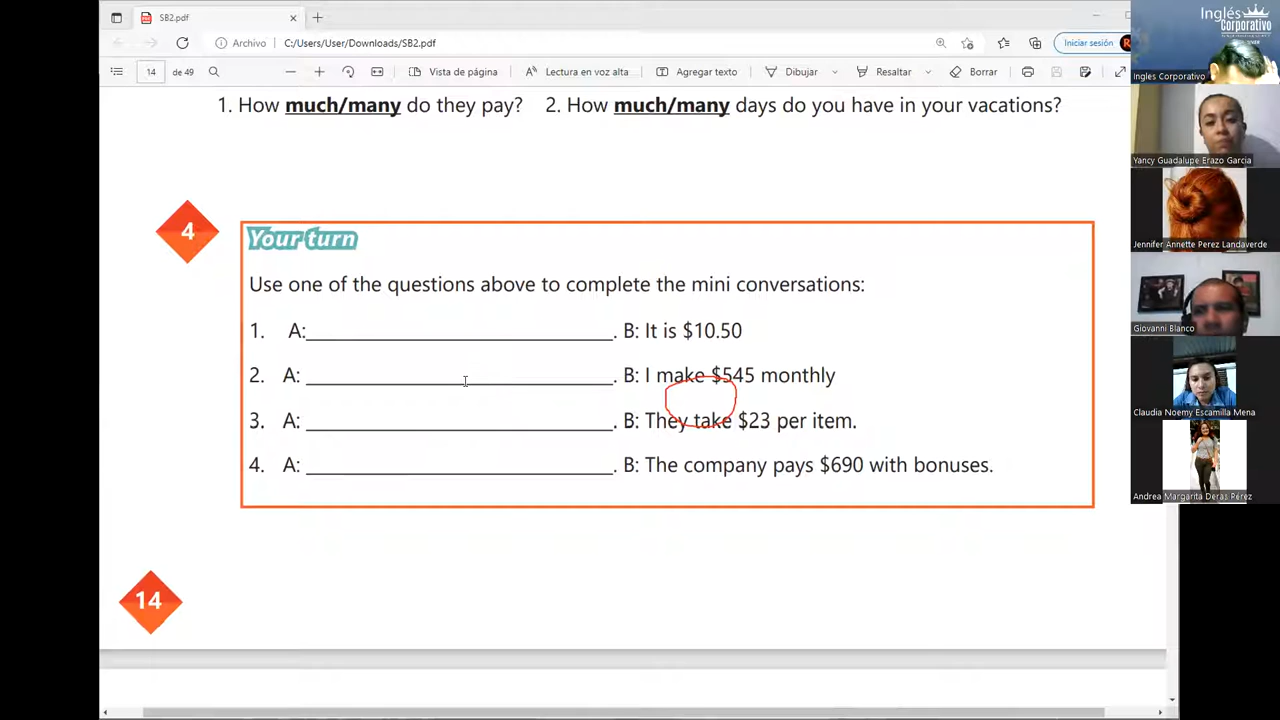 SB2.pdf
Archivo C:/Users/User/Downloads/SB2.pdf
Iniciar sesión
14 de 49 Vista de página Lectura en voz alta Agregar texto Dibujar Resaltar Borrar
1. How much/many do they pay? 2. How much/many days do you have in your vacations?
4
Your turn
Use one of the questions above to complete the mini conversations:
1. A:______________________________. B: It is $10.50
2. A: ______________________________. B: I make $545 monthly
3. A: ______________________________. B: They take $23 per item.
4. A: ______________________________. B: The company pays $690 with bonuses.
14
Inglés
Corporativo
Ingles Corporativo
Yancy Guadalupe Erazo Garcia
Jennifer Annette Perez Landaverde
Giovanni Blanco
Claudia Noemy Escamilla Mena
Andrea Margarita Deras Pérez